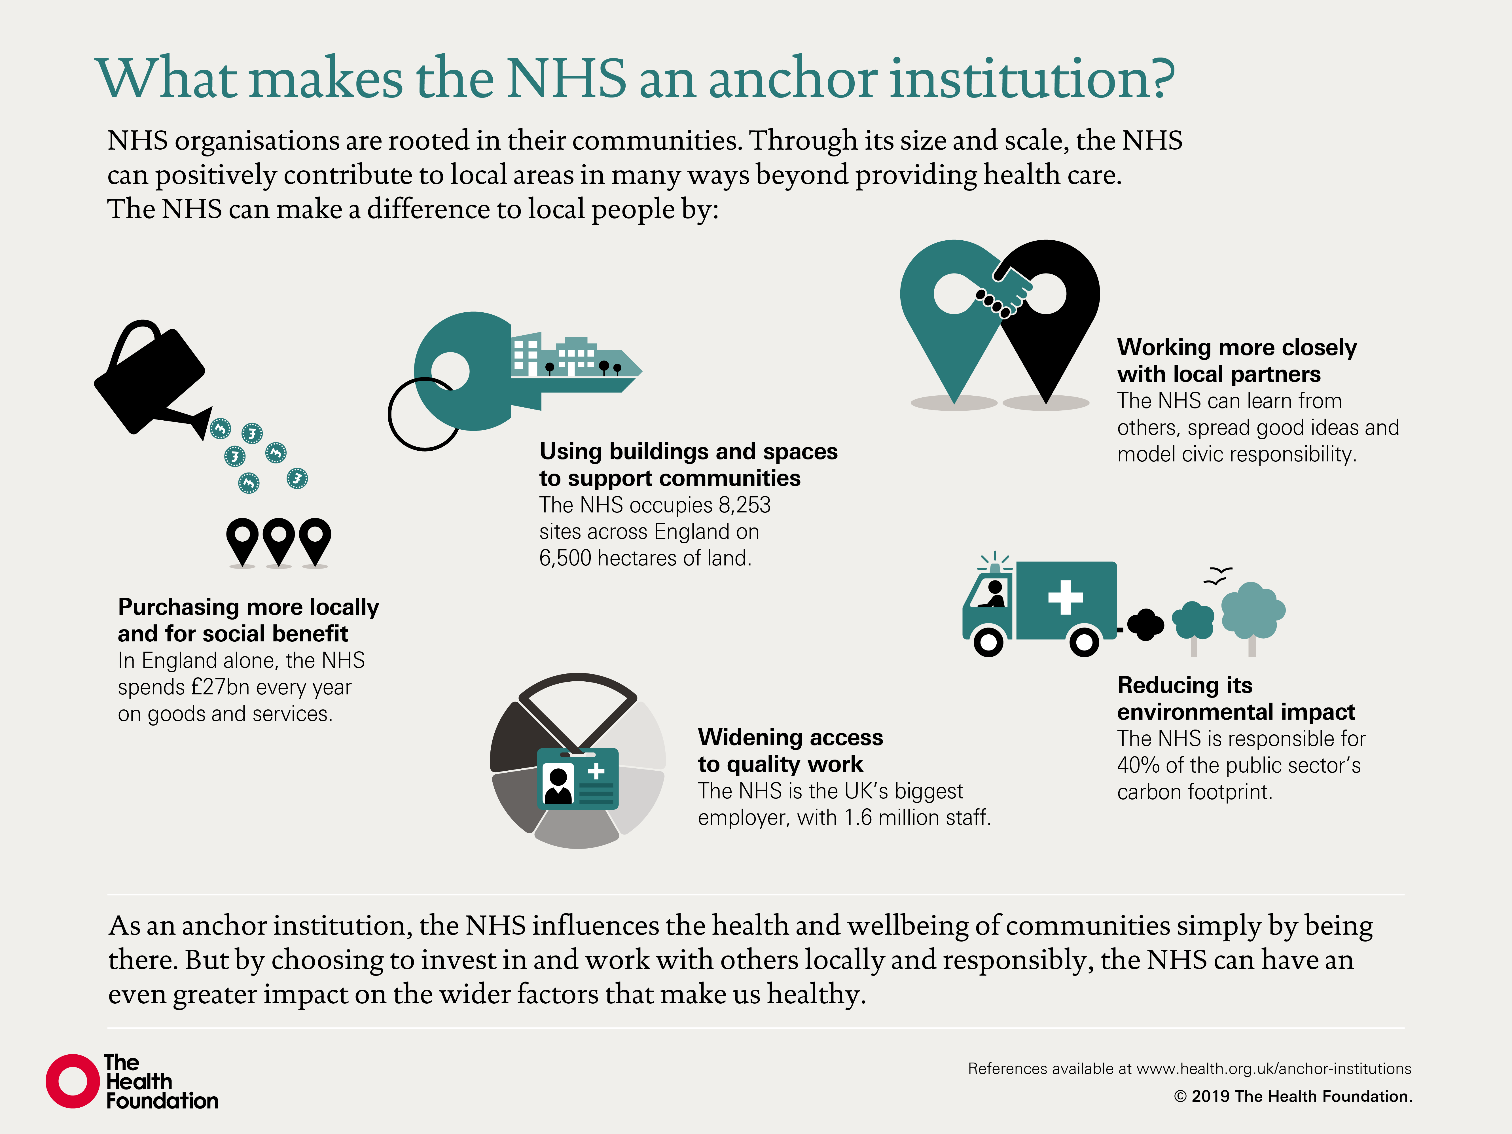 What makes the NHS an anchor institution?
NHS organisations are rooted in their communities. Through its size and scale, the NHS
can positively contribute to local areas in many ways beyond providing health care.
The NHS can make a difference to local people by:
Purchasing more locally
and for social benefit
In England alone, the NHS
spends £27bn every year
on goods and services.
Using buildings and spaces
to support communities
The NHS occupies 8,253
sites across England on
6,500 hectares of land.
Working more closely
with local partners
The NHS can learn from
others, spread good ideas and
model civic responsibility.
Widening access
to quality work
The NHS is the UK's biggest
employer, with 1.6 million staff.
Reducing its
environmental impact
The NHS is responsible for
40% of the public sector's
carbon footprint.
As an anchor institution, the NHS influences the health and wellbeing of communities simply by being
there. But by choosing to invest in and work with others locally and responsibly, the NHS can have an
even greater impact on the wider factors that make us healthy.
The
Health
Foundation
References available at www.health.org.uk/anchor-institutions
© 2019 The Health Foundation.